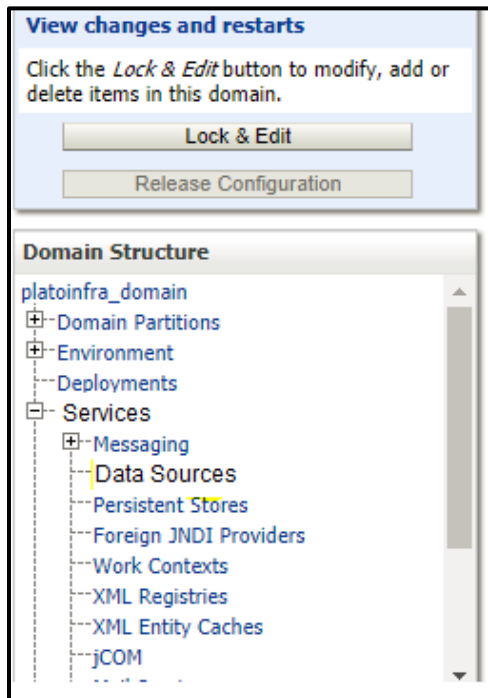 View changes and restarts
Click the Lock & Edit button to modify, add or
delete items in this domain.
Lock & Edit
Release Configuration
Domain Structure
platoinfra_domain
Domain Partitions
Environment
Deployments
Services
Messaging
Data Sources
Persistent Stores
Foreign JNDI Providers
Work Contexts
XML Registries
XML Entity Caches
jCOM